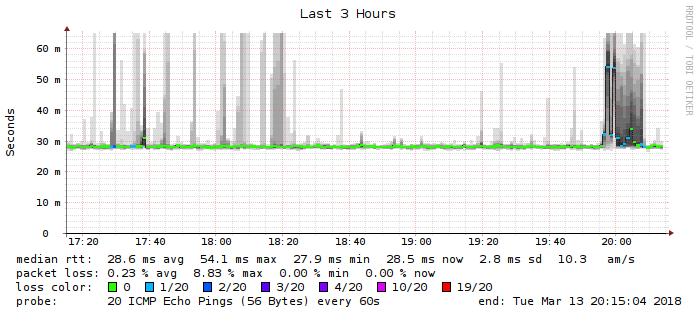 Last 3 Hours
RRDTOOL / TOBI OETIKER
Seconds
60 m
50 m
40 m
30 m
20 m
10 m
0
17:20 17:40 18:00 18:20 18:40 19:00 19:20 19:40 20:00
median rtt: 28.6 ms avg 54.1 ms max 27.9 ms min 28.5 ms now 2.8 ms sd 10.3 am/s
packet loss: 0.23 % avg 8.83 % max 0.00 % min 0.00 % now
loss color: 0 1/20 2/20 3/20 4/20 10/20 19/20
probe: 20 ICMP Echo Pings (56 Bytes) every 60s end: Tue Mar 13 20:15:04 2018